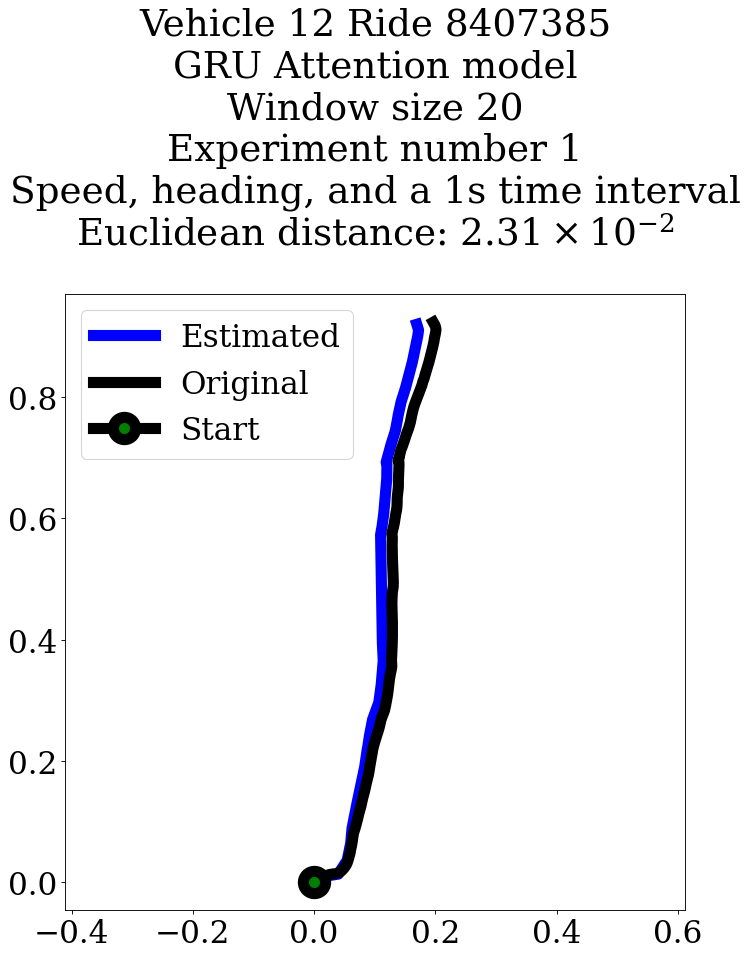 Vehicle 12 Ride 8407385
GRU Attention model
Window size 20
Experiment number 1
Speed, heading, and a 1s time interval
Euclidean distance: 2.31 × 10⁻²
Estimated
Original
Start
0.8
0.6
0.4
0.2
0.0
−0.4 −0.2 0.0 0.2 0.4 0.6